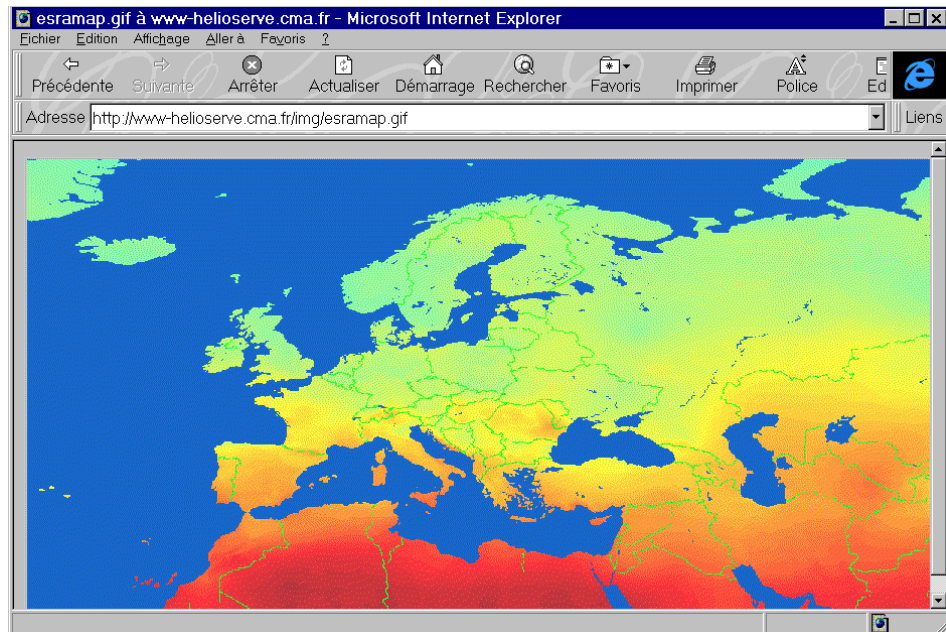 esramap.gif à www-helioserve.cma.fr - Microsoft Internet Explorer
Fichier Edition Affichage Aller à Favoris ?
Précédente Suivante Arrêter Actualiser Démarrage Rechercher Favoris Imprimer Police Ed
Adresse http://www-helioserve.cma.fr/img/esramap.gif Liens